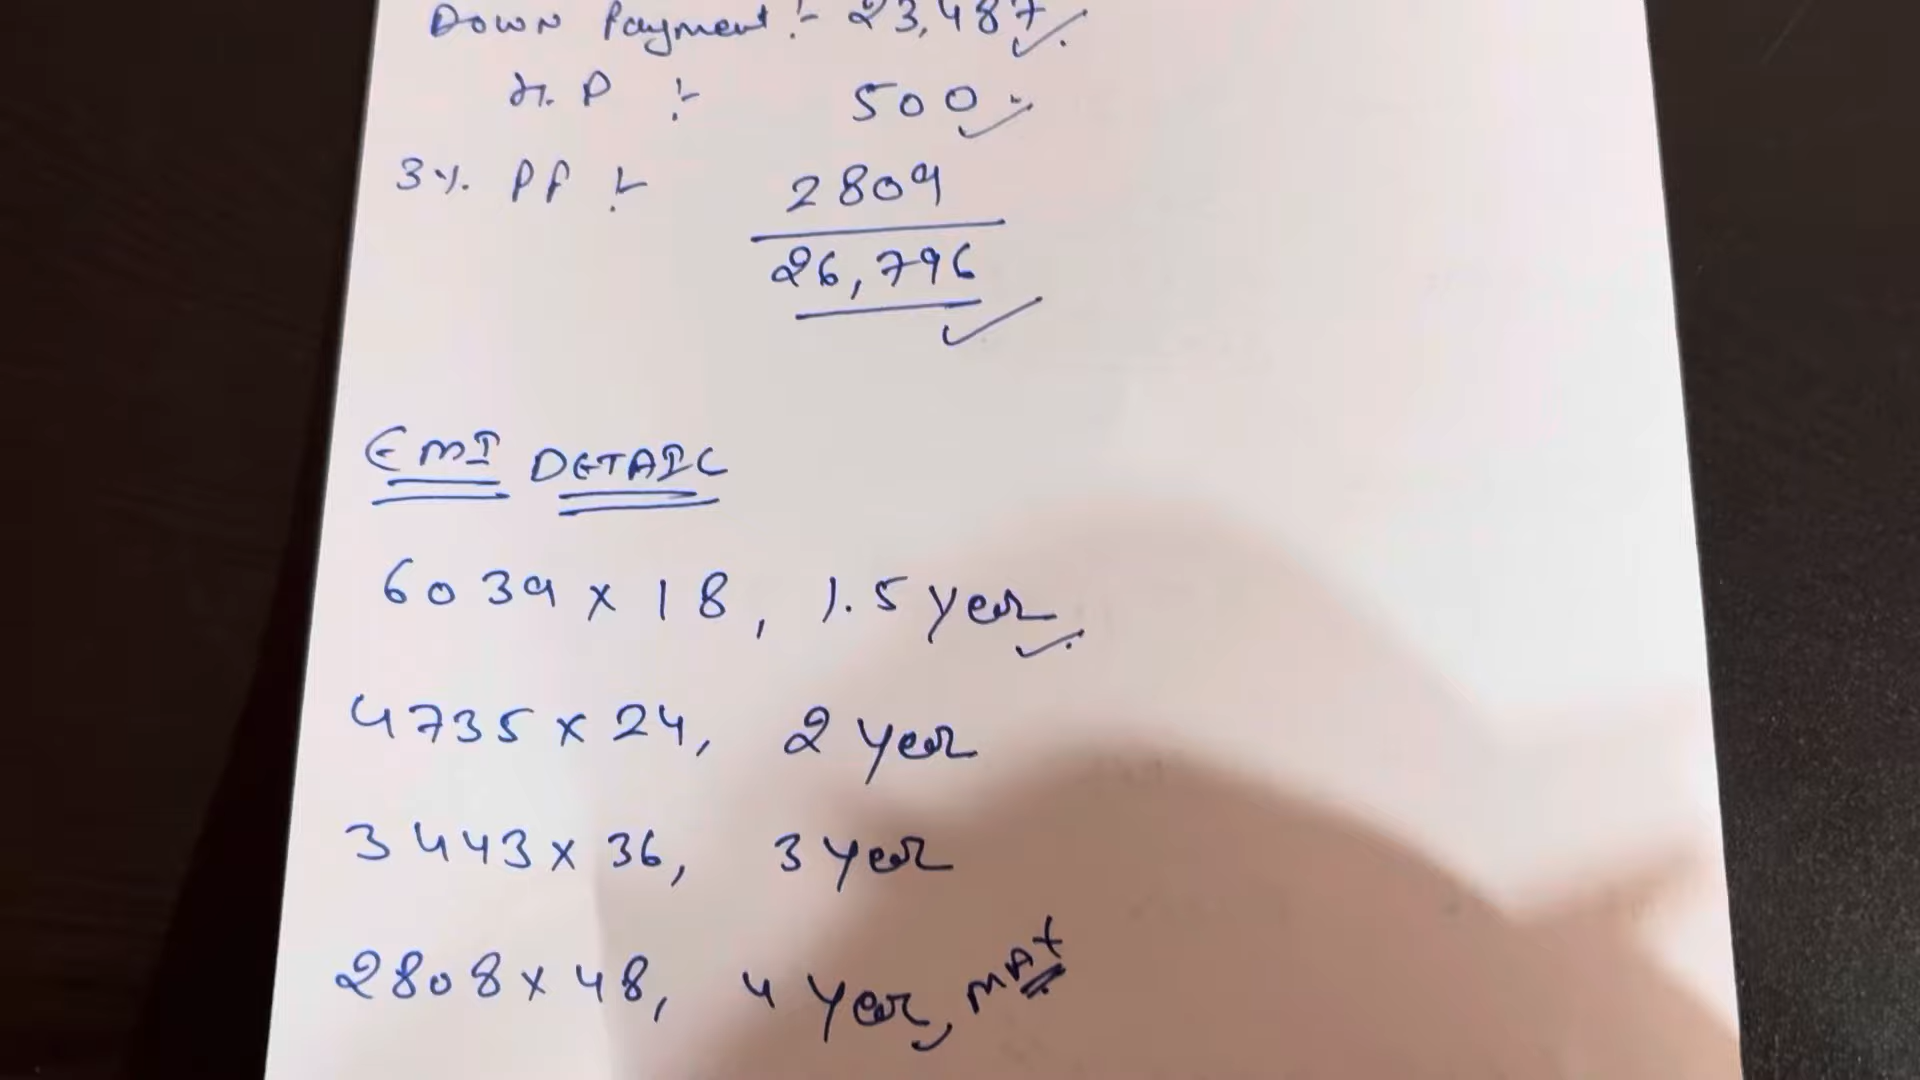 Down Payment :- 23,487
H.P :- 500
3%. PF :- 2809
26,796
EMI DETAIL
6039 x 18, 1.5 year
4735 x 24, 2 year
3443 x 36, 3 year
2808 x 48, 4 year, MAX